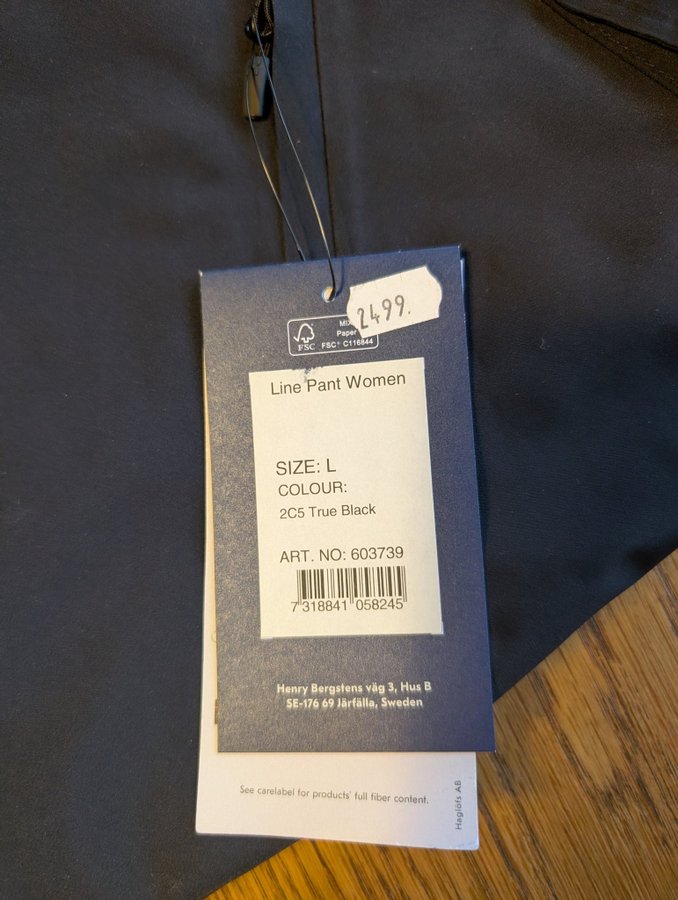 2499.
MIX
Paper
FSC
FSC® C116844
Line Pant Women
SIZE: L
COLOUR:
2C5 True Black
ART. NO: 603739
7 318841 058245
Henry Bergstens väg 3, Hus B
SE-176 69 Järfälla, Sweden
See carelabel for products' full fiber content.
Haglöfs AB